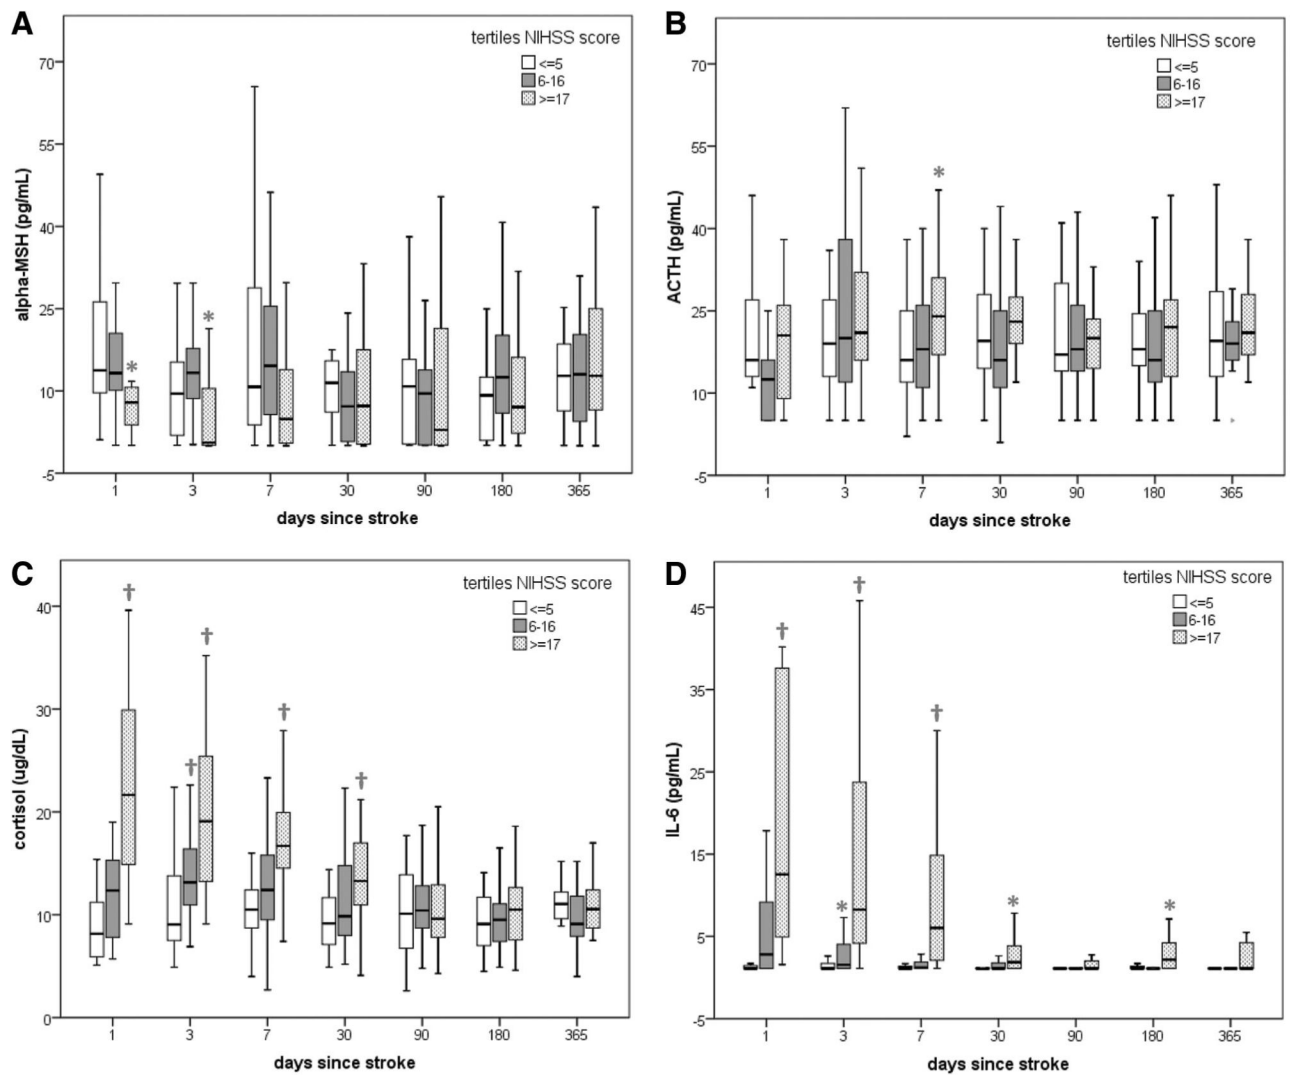 A
tertiles NIHSS score
<=5
6-16
>=17
alpha-MSH (pg/mL)
70
55
40
25
10
-5
*
*
1 3 7 30 90 180 365
days since stroke
B
tertiles NIHSS score
<=5
6-16
>=17
ACTH (pg/mL)
70
55
40
25
10
-5
*
1 3 7 30 90 180 365
days since stroke
C
tertiles NIHSS score
<=5
6-16
>=17
cortisol (ug/dL)
40
30
20
10
0
†
†
†
†
†
1 3 7 30 90 180 365
days since stroke
D
tertiles NIHSS score
<=5
6-16
>=17
IL-6 (pg/mL)
45
35
25
15
5
-5
†
†
†
*
*
*
1 3 7 30 90 180 365
days since stroke